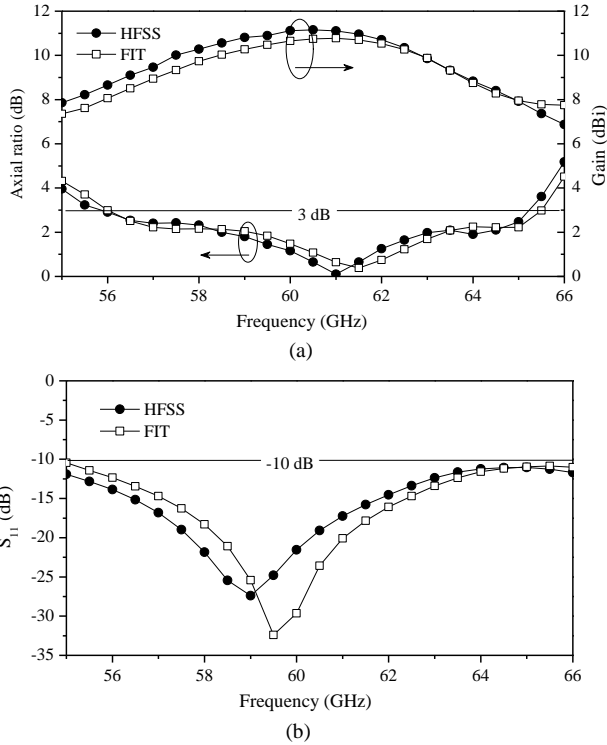 12
10
8
6
4
2
0
Axial ratio (dB)
HFSS
FIT
3 dB
12
10
8
6
4
2
0
Gain (dBi)
56 58 60 62 64 66
Frequency (GHz)
(a)
0
-5
-10
-15
-20
-25
-30
-35
S11 (dB)
HFSS
FIT
-10 dB
56 58 60 62 64 66
Frequency (GHz)
(b)